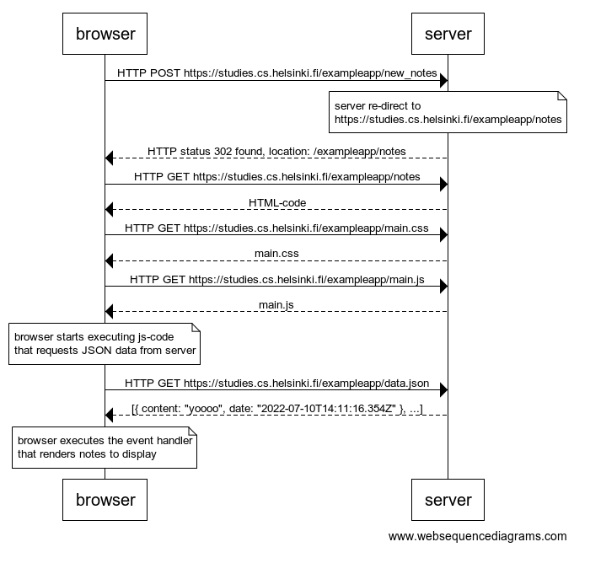 browser
server
HTTP POST https://studies.cs.helsinki.fi/exampleapp/new_notes
server re-direct to
https://studies.cs.helsinki.fi/exampleapp/notes
HTTP status 302 found, location: /exampleapp/notes
HTTP GET https://studies.cs.helsinki.fi/exampleapp/notes
HTML-code
HTTP GET https://studies.cs.helsinki.fi/exampleapp/main.css
main.css
HTTP GET https://studies.cs.helsinki.fi/exampleapp/main.js
main.js
browser starts executing js-code
that requests JSON data from server
HTTP GET https://studies.cs.helsinki.fi/exampleapp/data.json
[{ content: "yoooo", date: "2022-07-10T14:11:16.354Z" }, ...]
browser executes the event handler
that renders notes to display
browser
server
www.websequencediagrams.com